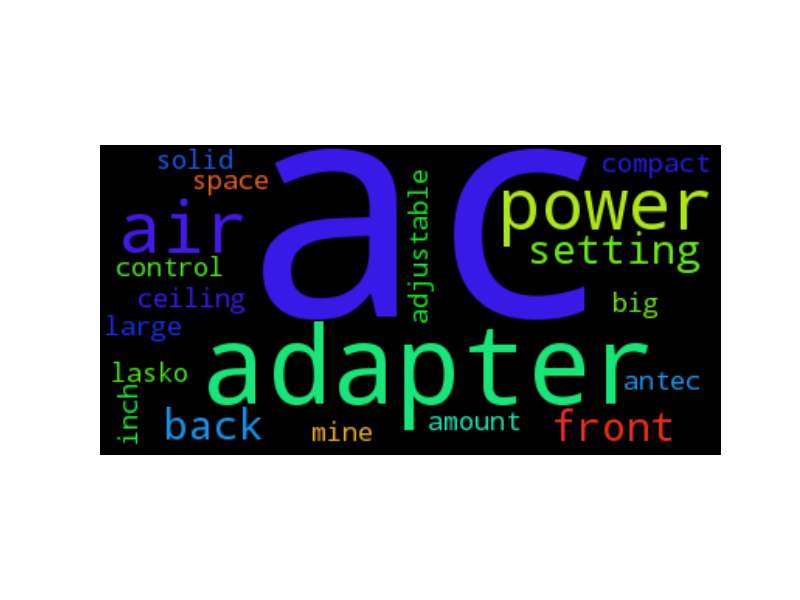 solid
space
ac
compact
air
adjustable
power
setting
control
ceiling
large
big
adapter
lasko
inch
antec
back
mine
amount
front